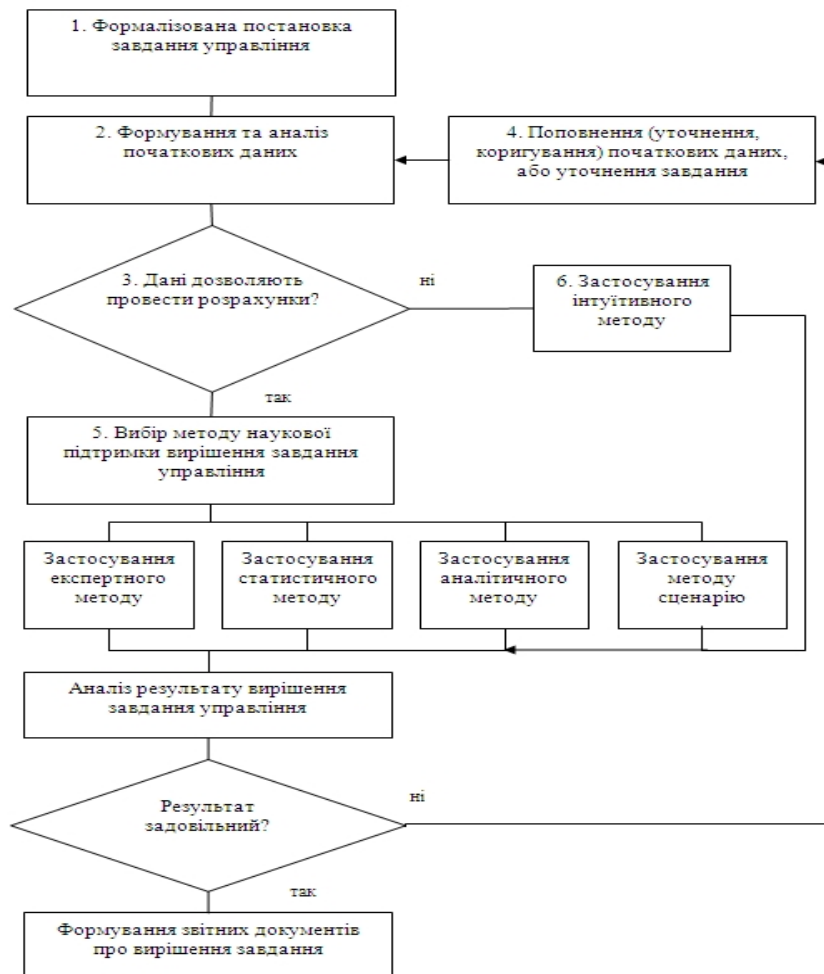 1. Формалізована постановка
завдання управління
2. Формування та аналіз
початкових даних
4. Поповнення (уточнення,
коригування) початкових даних,
або уточнення завдання
3. Дані дозволяють
провести розрахунки?
ні
6. Застосування
інтуїтивного
методу
так
5. Вибір методу наукової
підтримки вирішення завдання
управління
Застосування
експертного
методу
Застосування
статистичного
методу
Застосування
аналітичного
методу
Застосування
методу
сценарію
Аналіз результату вирішення
завдання управління
Результат
задовільний?
ні
так
Формування звітних документів
про вирішення завдання